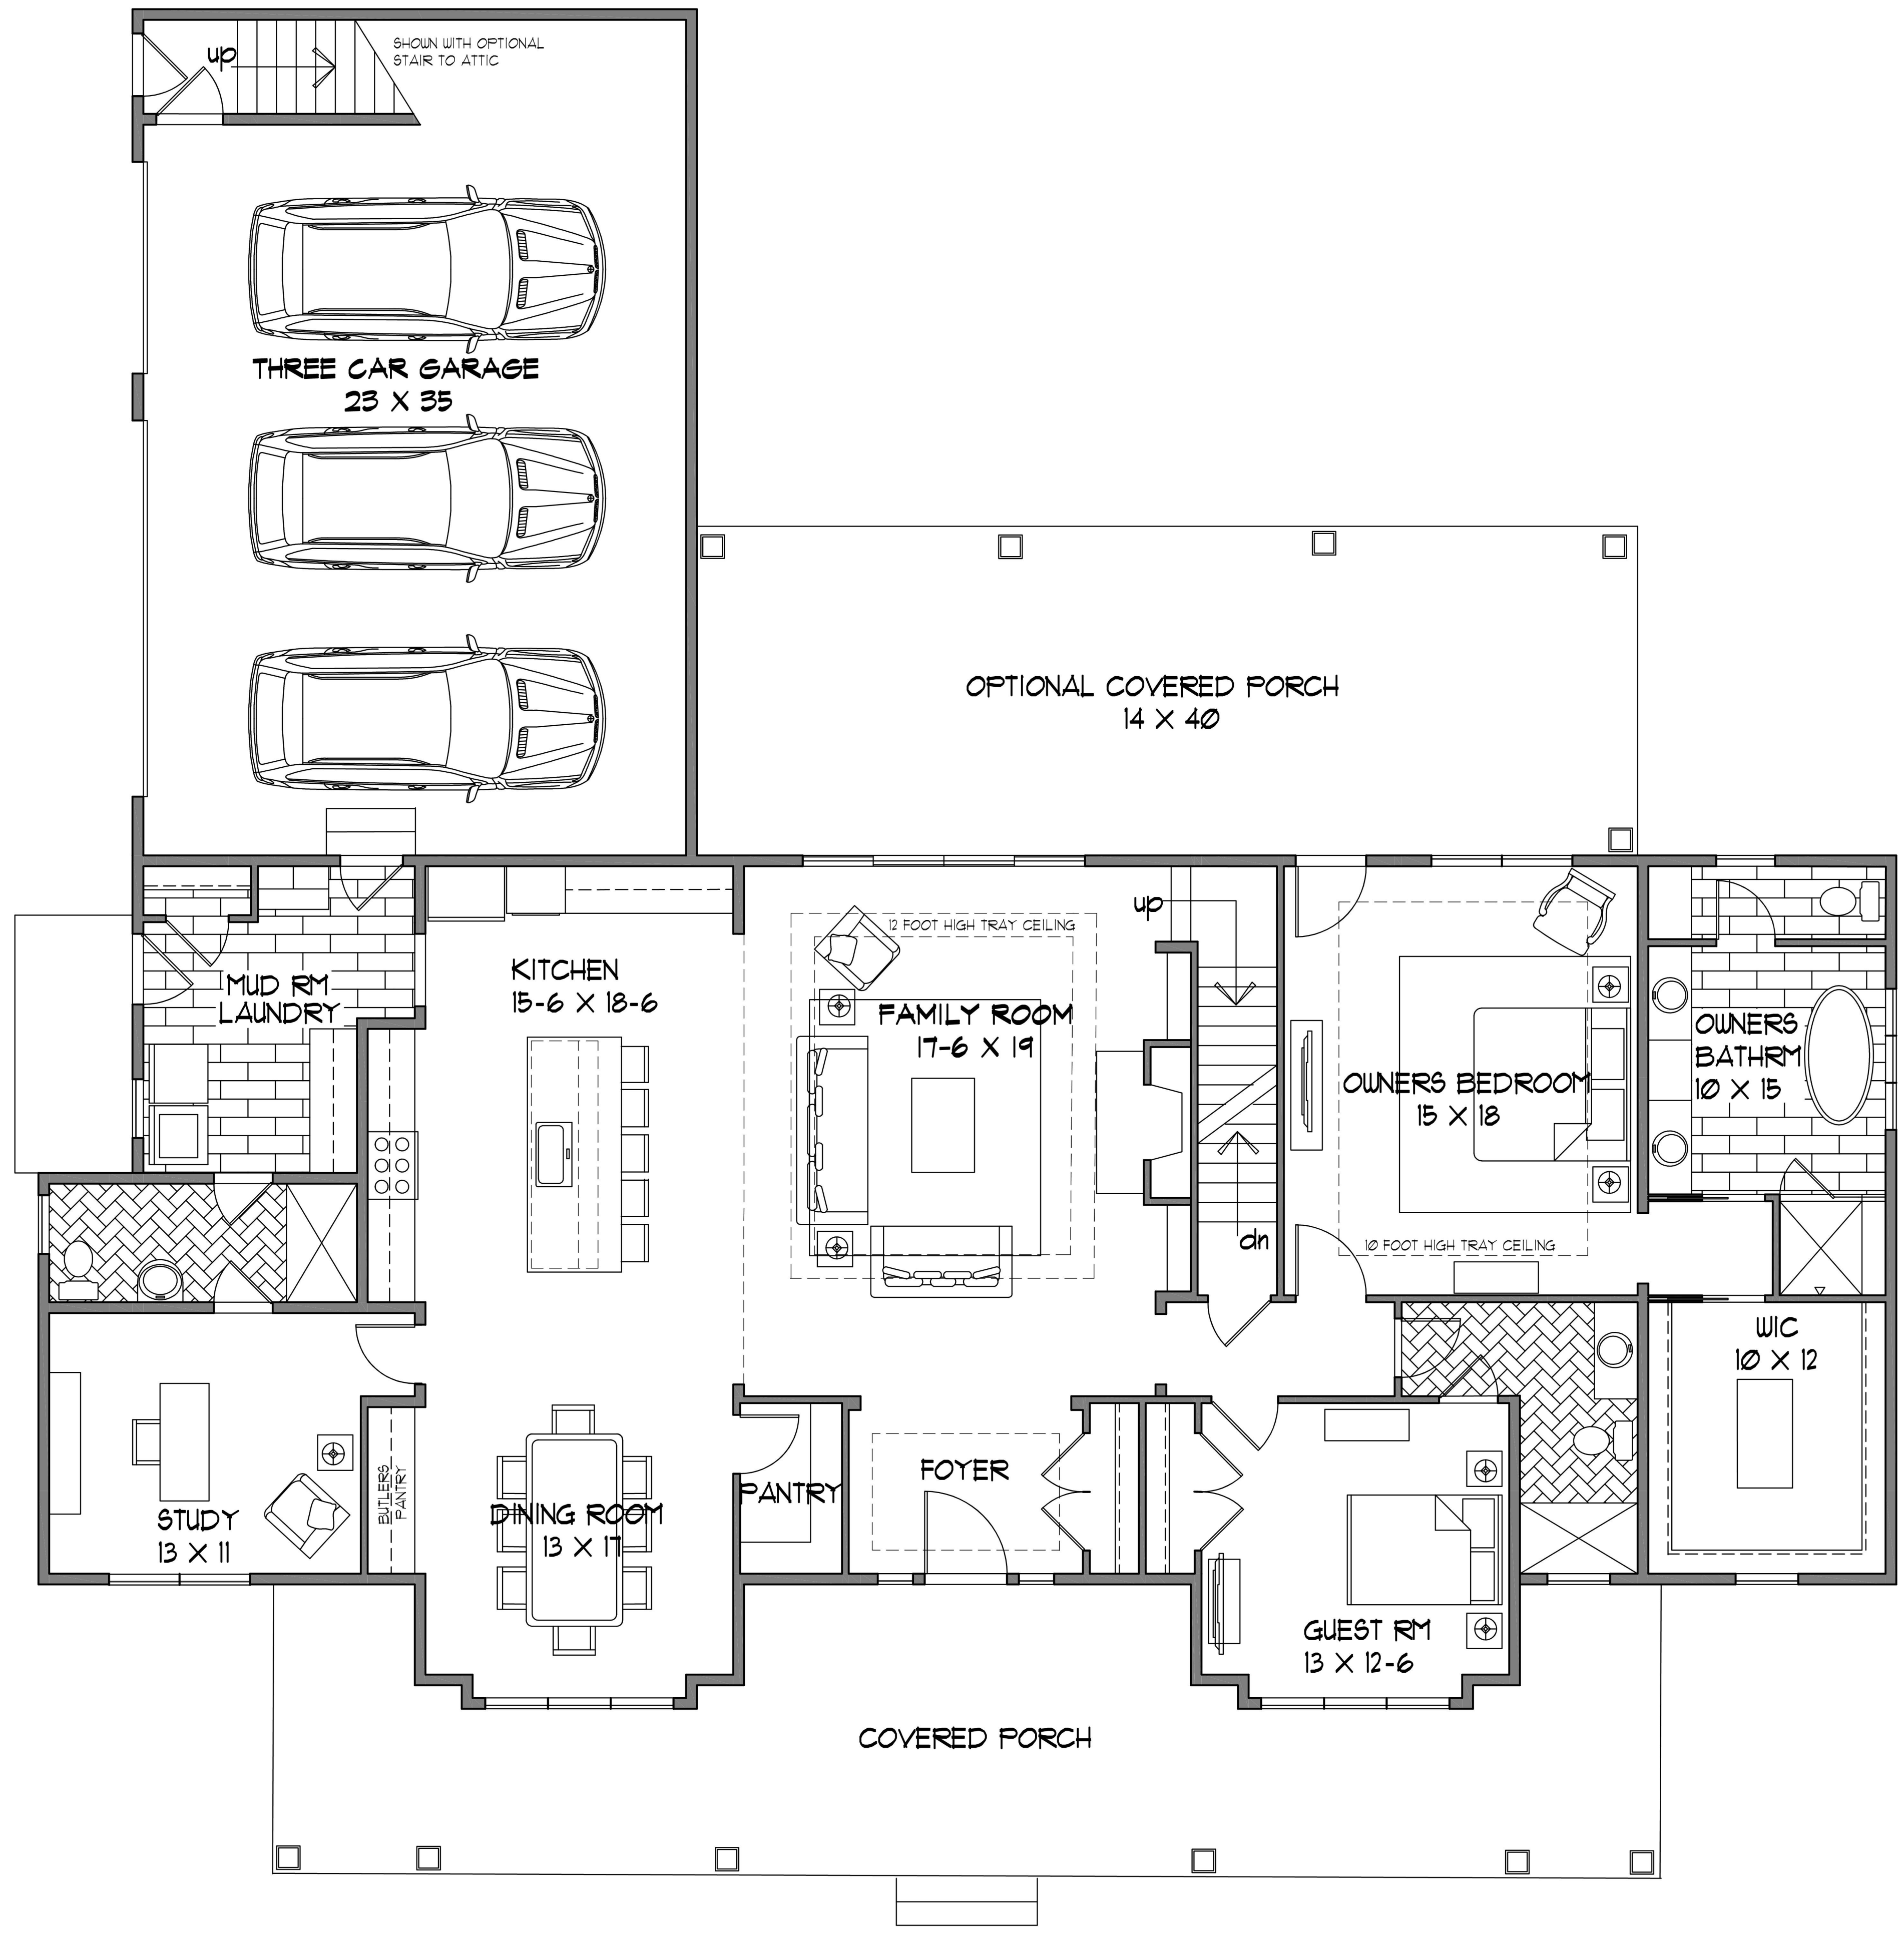 up
SHOWN WITH OPTIONAL
STAIR TO ATTIC
THREE CAR GARAGE
23 X 35
OPTIONAL COVERED PORCH
14 X 40
up
12 FOOT HIGH TRAY CEILING
KITCHEN
15-6 X 18-6
MUD RM
LAUNDRY
FAMILY ROOM
17-6 X 19
OWNERS
BATHRM
10 X 15
OWNERS BEDROOM
15 X 18
dn
10 FOOT HIGH TRAY CEILING
WIC
10 X 12
FOYER
PANTRY
BUTLERS
PANTRY
DINING ROOM
13 X 17
STUDY
13 X 11
GUEST RM
13 X 12-6
COVERED PORCH